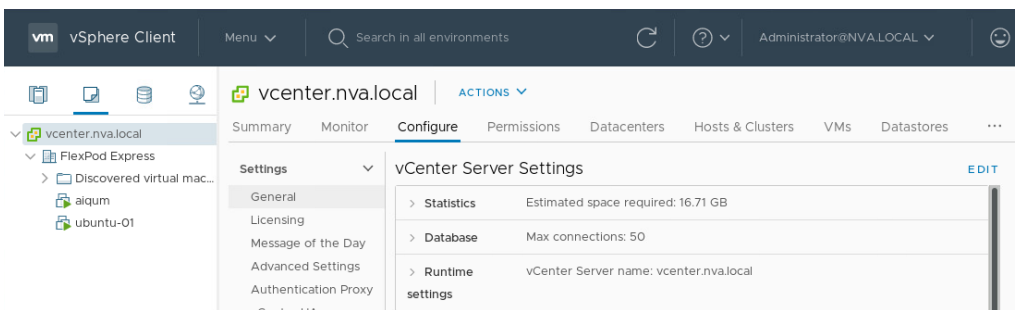 vm vSphere Client Menu Search in all environments Administrator@NVA.LOCAL
vcenter.nva.local ACTIONS
Summary Monitor Configure Permissions Datacenters Hosts & Clusters VMs Datastores ...
vcenter.nva.local
FlexPod Express
Discovered virtual mac...
aiqum
ubuntu-01
Settings
General
Licensing
Message of the Day
Advanced Settings
Authentication Proxy
vCenter Server Settings EDIT
Statistics Estimated space required: 16.71 GB
Database Max connections: 50
Runtime vCenter Server name: vcenter.nva.local
settings